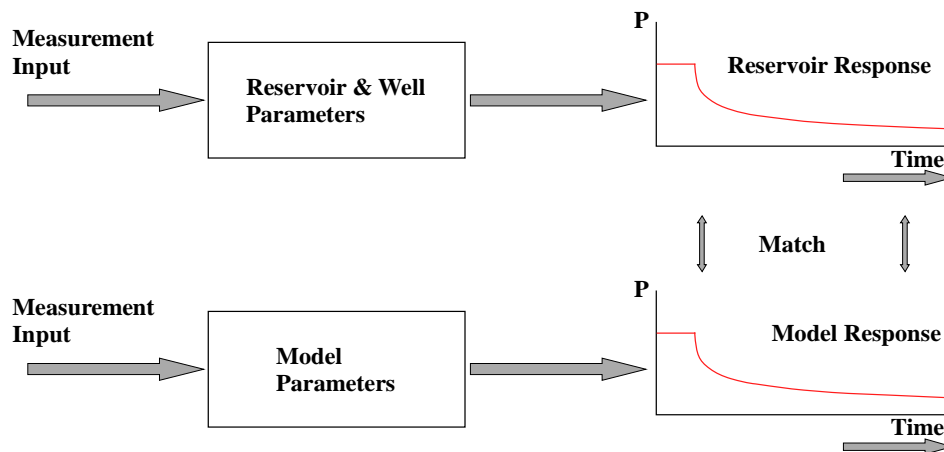 Measurement
Input
Reservoir & Well
Parameters
P
Reservoir Response
Time
Match
Measurement
Input
Model
Parameters
P
Model Response
Time